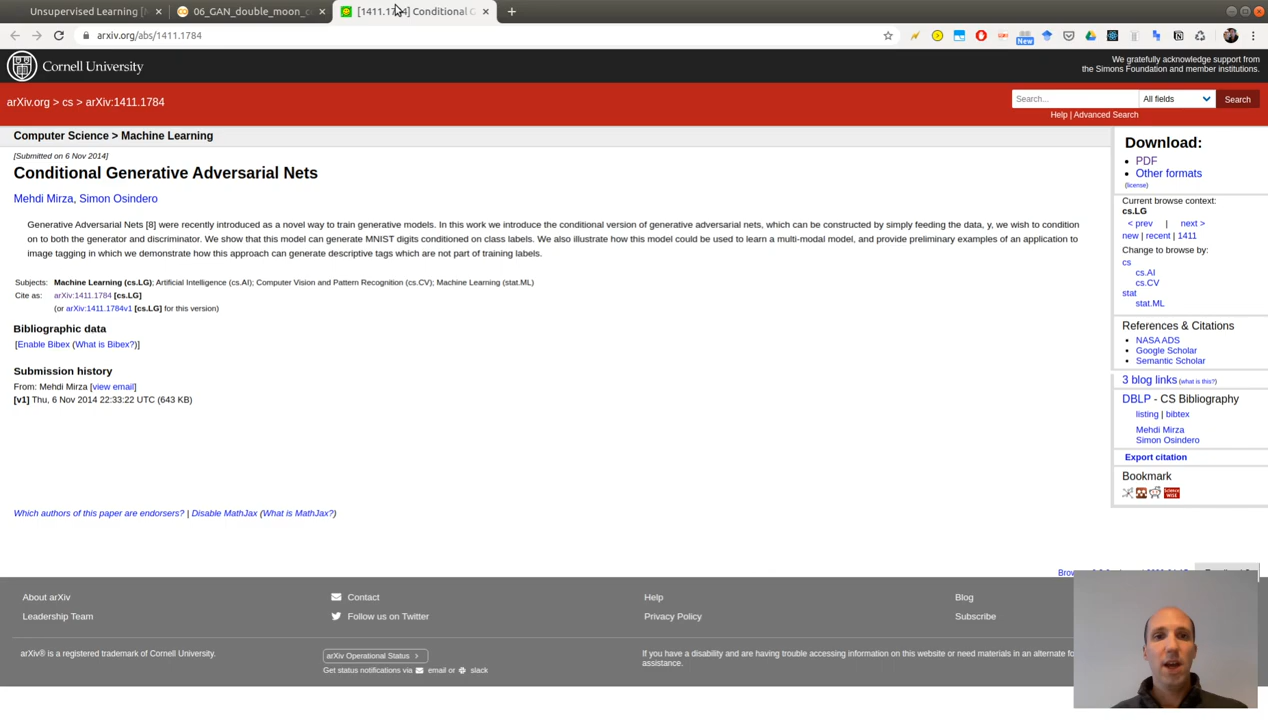 Unsupervised Learning [
06_GAN_double_moon_c
[1411.1784] Conditional G
arxiv.org/abs/1411.1784
New
Cornell University
We gratefully acknowledge support from
the Simons Foundation and member institutions.
arXiv.org > cs > arXiv:1411.1784
Search...
All fields
Search
Help | Advanced Search
Computer Science > Machine Learning
[Submitted on 6 Nov 2014]
Conditional Generative Adversarial Nets
Mehdi Mirza, Simon Osindero
Generative Adversarial Nets [8] were recently introduced as a novel way to train generative models. In this work we introduce the conditional version of generative adversarial nets, which can be constructed by simply feeding the data, y, we wish to condition
on to both the generator and discriminator. We show that this model can generate MNIST digits conditioned on class labels. We also illustrate how this model could be used to learn a multi-modal model, and provide preliminary examples of an application to
image tagging in which we demonstrate how this approach can generate descriptive tags which are not part of training labels.
Subjects: Machine Learning (cs.LG); Artificial Intelligence (cs.AI); Computer Vision and Pattern Recognition (cs.CV); Machine Learning (stat.ML)
Cite as: arXiv:1411.1784 [cs.LG]
(or arXiv:1411.1784v1 [cs.LG] for this version)
Bibliographic data
[Enable Bibex (What is Bibex?)]
Submission history
From: Mehdi Mirza [view email]
[v1] Thu, 6 Nov 2014 22:33:22 UTC (643 KB)
Which authors of this paper are endorsers? | Disable MathJax (What is MathJax?)
Download:
PDF
Other formats
(license)
Current browse context:
cs.LG
< prev | next >
new | recent | 1411
Change to browse by:
cs
cs.AI
cs.CV
stat
stat.ML
References & Citations
NASA ADS
Google Scholar
Semantic Scholar
3 blog links (what is this?)
DBLP - CS Bibliography
listing | bibtex
Mehdi Mirza
Simon Osindero
Export citation
Bookmark
About arXiv
Leadership Team
Contact
Follow us on Twitter
Help
Privacy Policy
Blog
Subscribe
arXiv® is a registered trademark of Cornell University.
arXiv Operational Status >
Get status notifications via email or slack
If you have a disability and are having trouble accessing information on this website or need materials in an alternate fo
assistance.